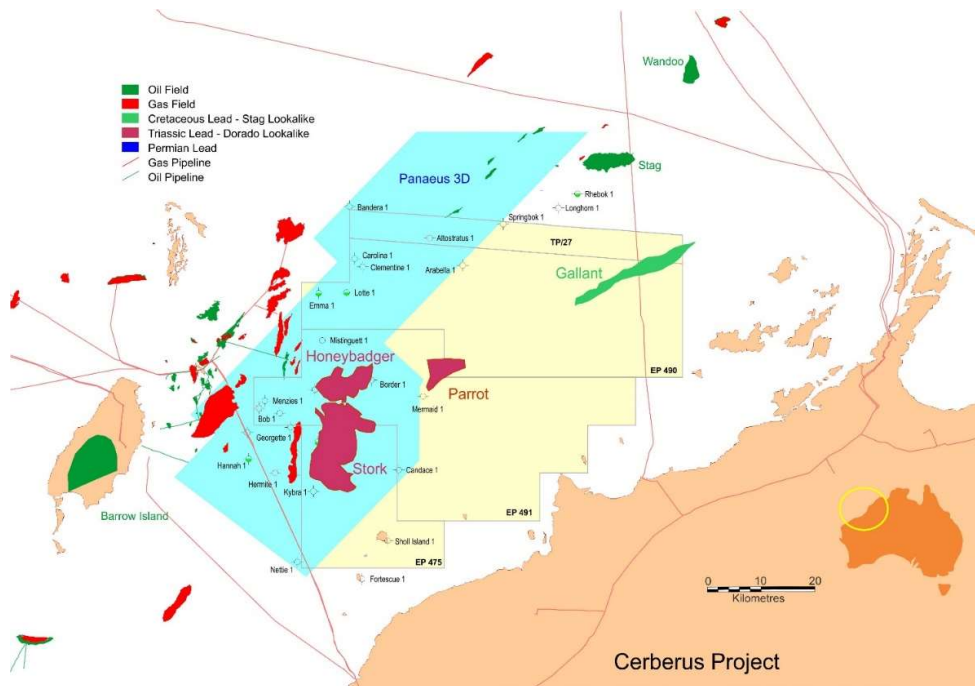 Wandoo
Oil Field
Gas Field
Cretaceous Lead - Stag Lookalike
Triassic Lead - Dorado Lookalike
Permian Lead
Gas Pipeline
Oil Pipeline
Panaeus 3D
Stag
Rhebok 1
Longhorn 1
Bandera 1
Springbok 1
Altostratus 1
TP/27
Carolina 1
Clementine 1
Arabella 1
Gallant
Emma 1
Lotte 1
Mistinguett 1
Honeybadger
EP 490
Border 1
Parrot
Menzies 1
Mermaid 1
Bob 1
Georgette 1
Hannah 1
Stork
Candace 1
Hermite 1
Kybra 1
Barrow Island
EP 491
Sholl Island 1
EP 475
Nettie 1
Fortescue 1
0 10 20
Kilometres
Cerberus Project